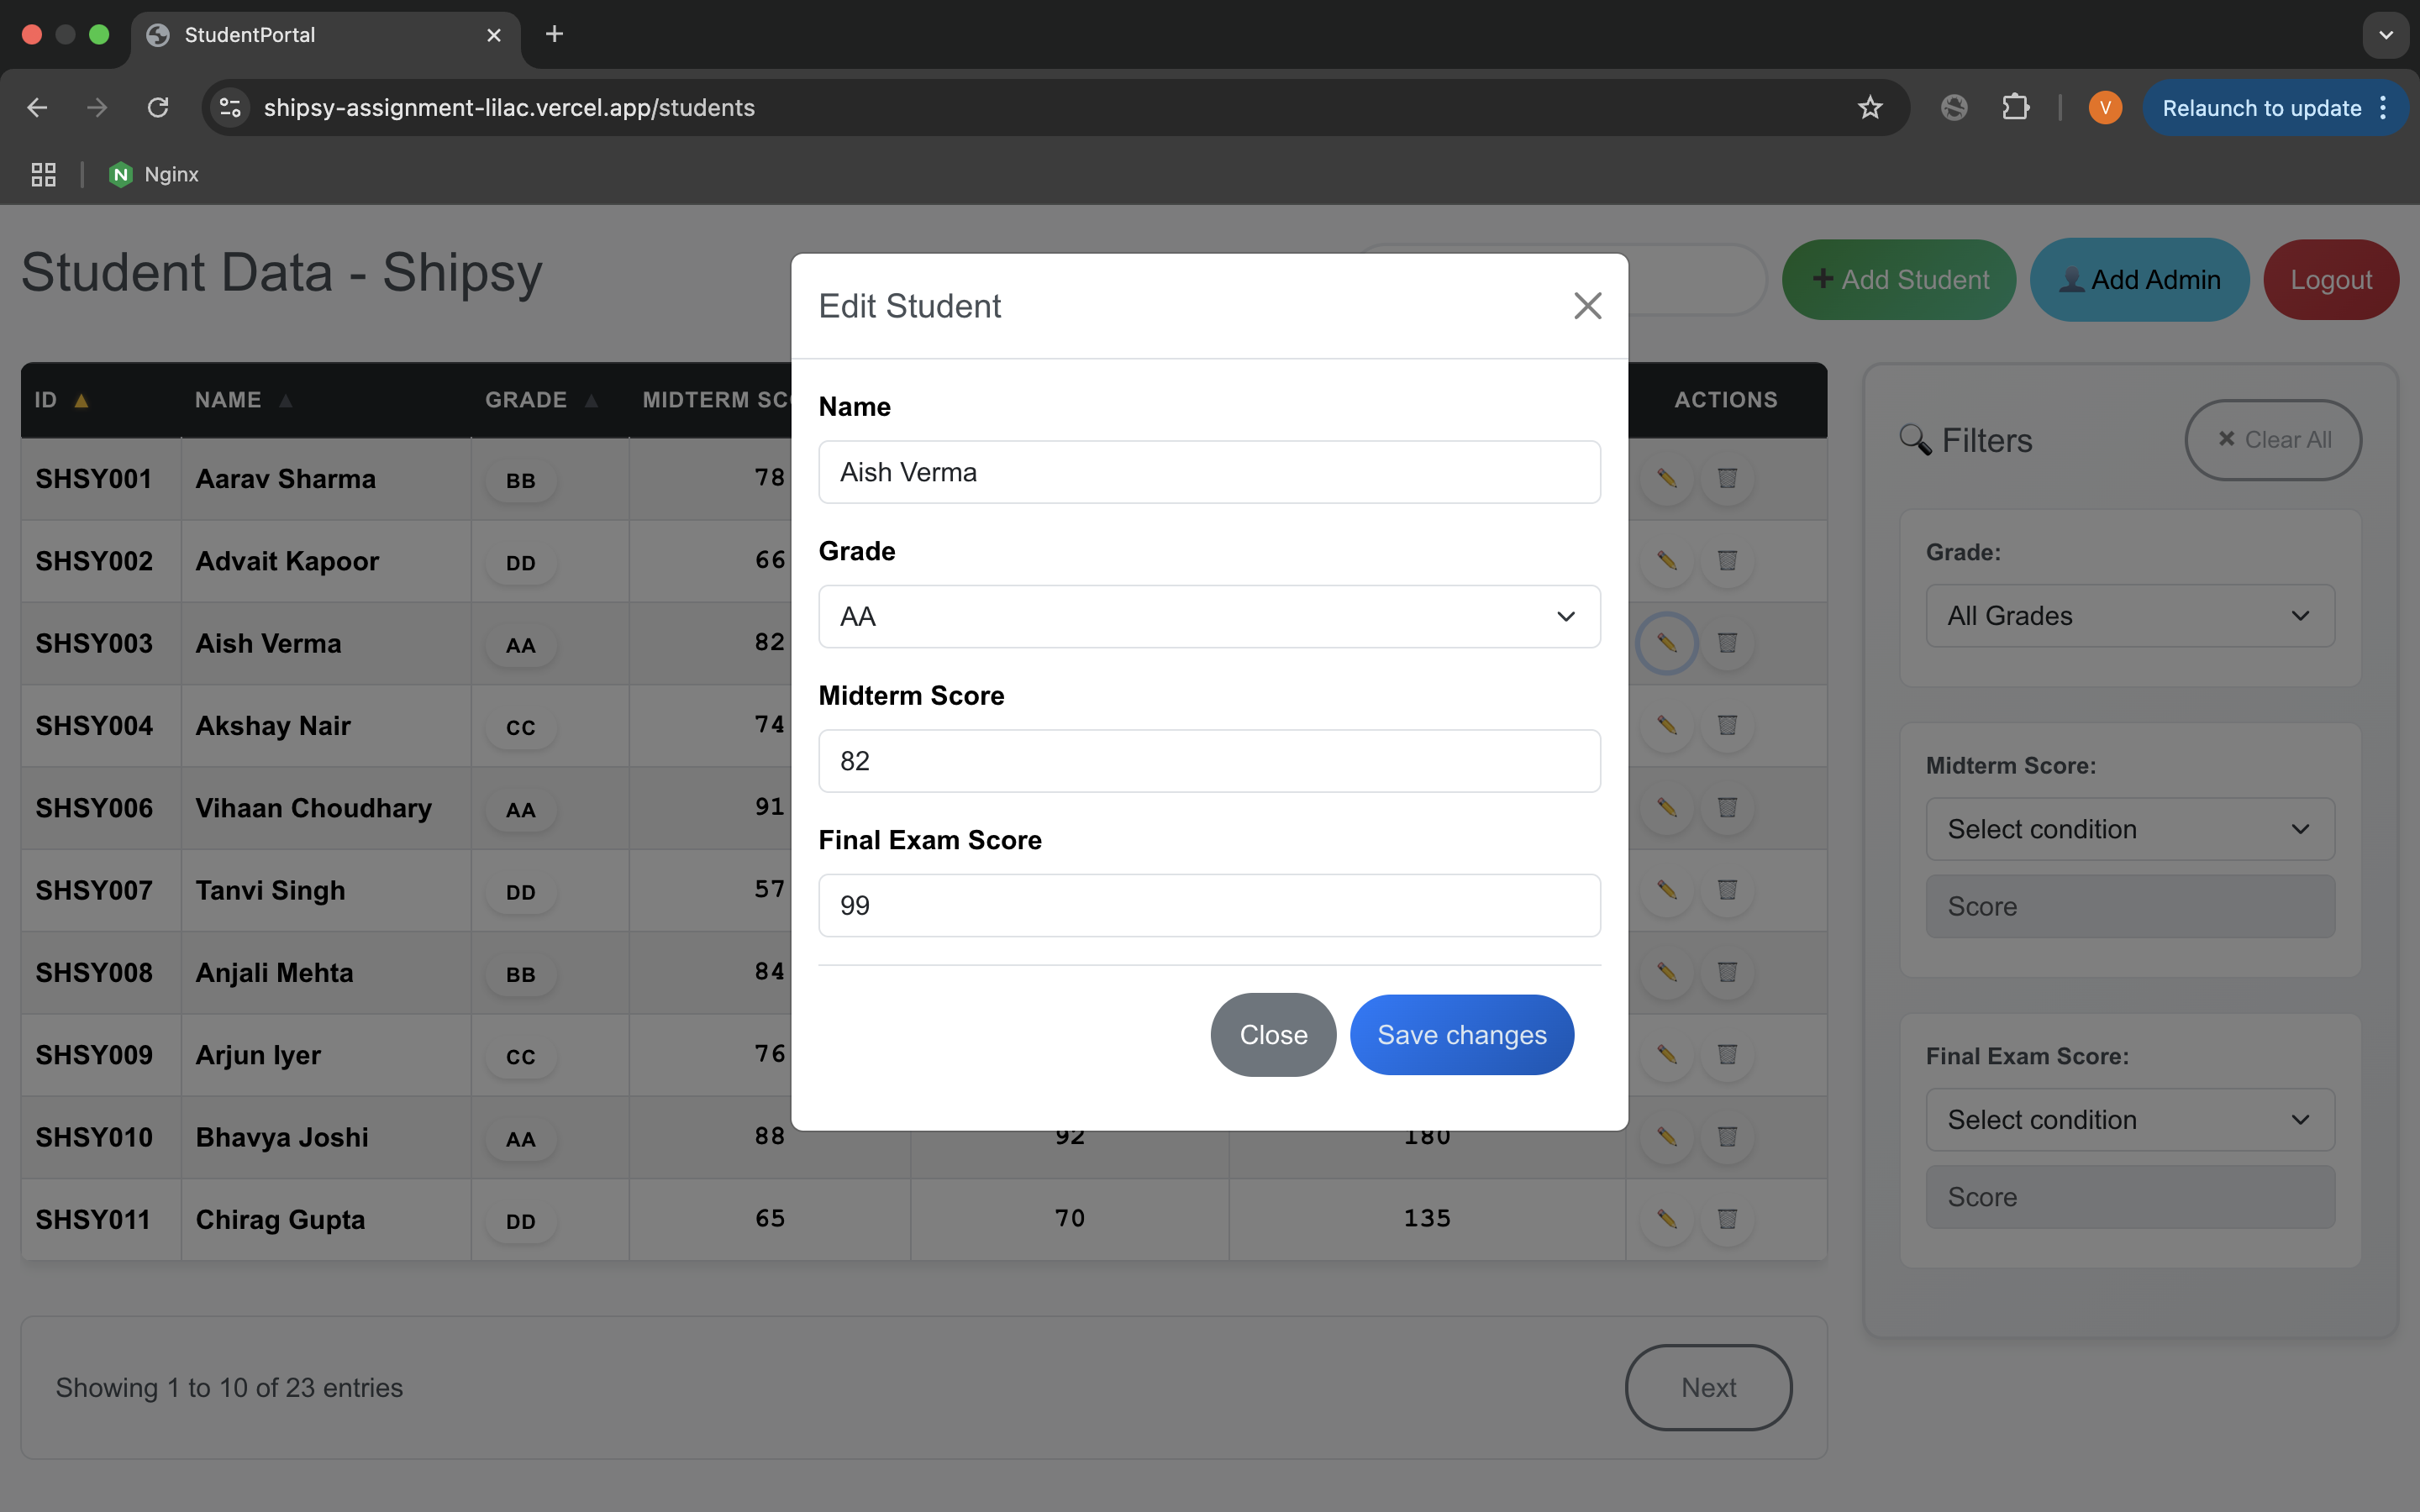 StudentPortal
shipsy-assignment-lilac.vercel.app/students
V
Relaunch to update
N Nginx
Student Data - Shipsy
Add Student
Add Admin
Logout
ID NAME GRADE MIDTERM ACTIONS
SHSY001 Aarav Sharma BB 78
SHSY002 Advait Kapoor DD 66
SHSY003 Aish Verma AA 82
SHSY004 Akshay Nair CC 74
SHSY006 Vihaan Choudhary AA 91
SHSY007 Tanvi Singh DD 57
SHSY008 Anjali Mehta BB 84
SHSY009 Arjun Iyer CC 76
SHSY010 Bhavya Joshi AA 88 92 180
SHSY011 Chirag Gupta DD 65 70 135
Showing 1 to 10 of 23 entries
Next
Edit Student
Name
Aish Verma
Grade
AA
Midterm Score
82
Final Exam Score
99
Close
Save changes
Filters
Clear All
Grade:
All Grades
Midterm Score:
Select condition
Score
Final Exam Score:
Select condition
Score